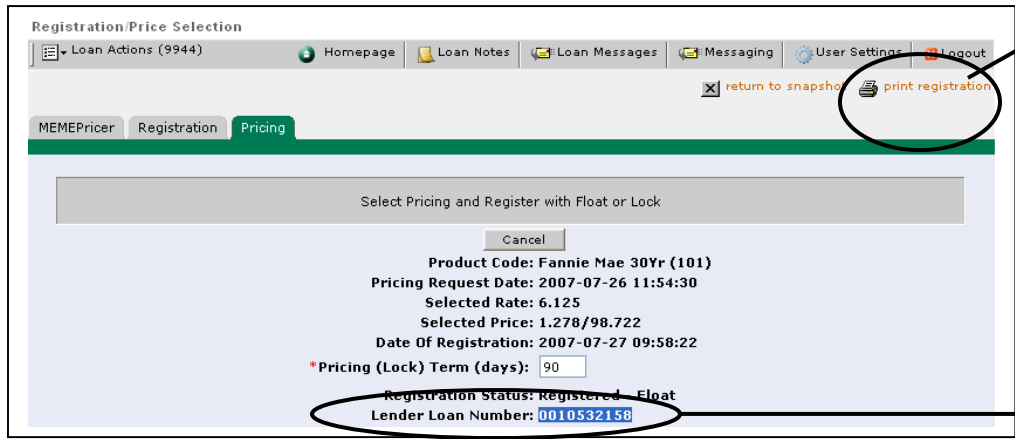 Registration/Price Selection
Loan Actions (9944) Homepage Loan Notes Loan Messages Messaging User Settings Logout
return to snapshot print registration
MEMEPricer Registration Pricing
Select Pricing and Register with Float or Lock
Cancel
Product Code: Fannie Mae 30Yr (101)
Pricing Request Date: 2007-07-26 11:54:30
Selected Rate: 6.125
Selected Price: 1.278/98.722
Date Of Registration: 2007-07-27 09:58:22
*Pricing (Lock) Term (days): 90
Registration Status: Registered - Float
Lender Loan Number: 0010532158